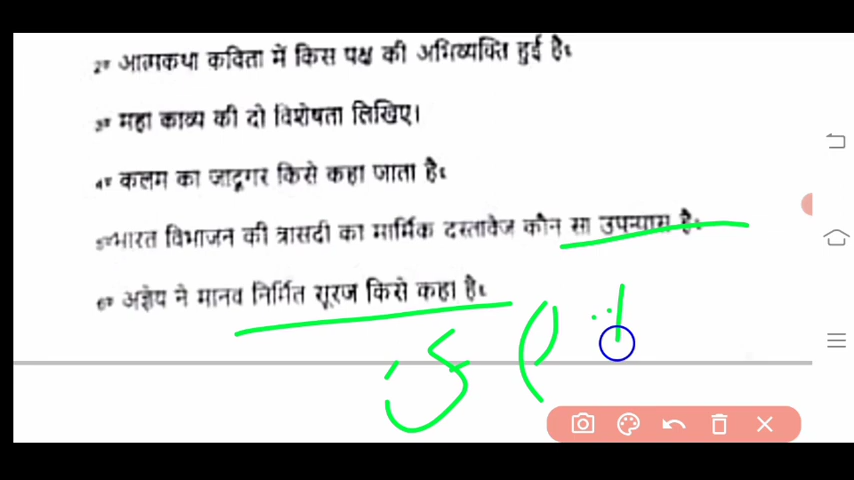 2= आत्मकथा कविता में किस पक्ष की अभिव्यक्ति हुई है।
3= महा काव्य की दो विशेषता लिखिए।
4= कलम का जादूगर किसे कहा जाता है।
5= भारत विभाजन की त्रासदी का मार्मिक दस्तावेज कौन सा उपन्यास है।
6= अज्ञेय ने मानव निर्मित सूरज किसे कहा है।